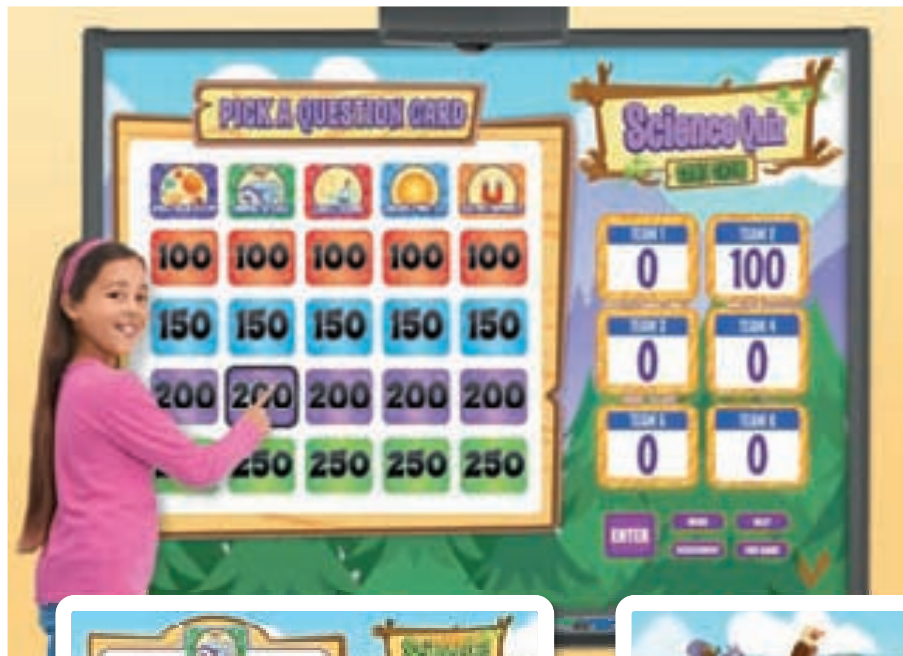 PICK A QUESTION CARD
Science Quiz
100 100 100 100 100
150 150 150 150 150
200 200 200 200 200
250 250 250 250
TEAM 1
0
TEAM 2
100
TEAM 3
0
TEAM 4
0
TEAM 5
0
TEAM 6
0
ENTER
Science